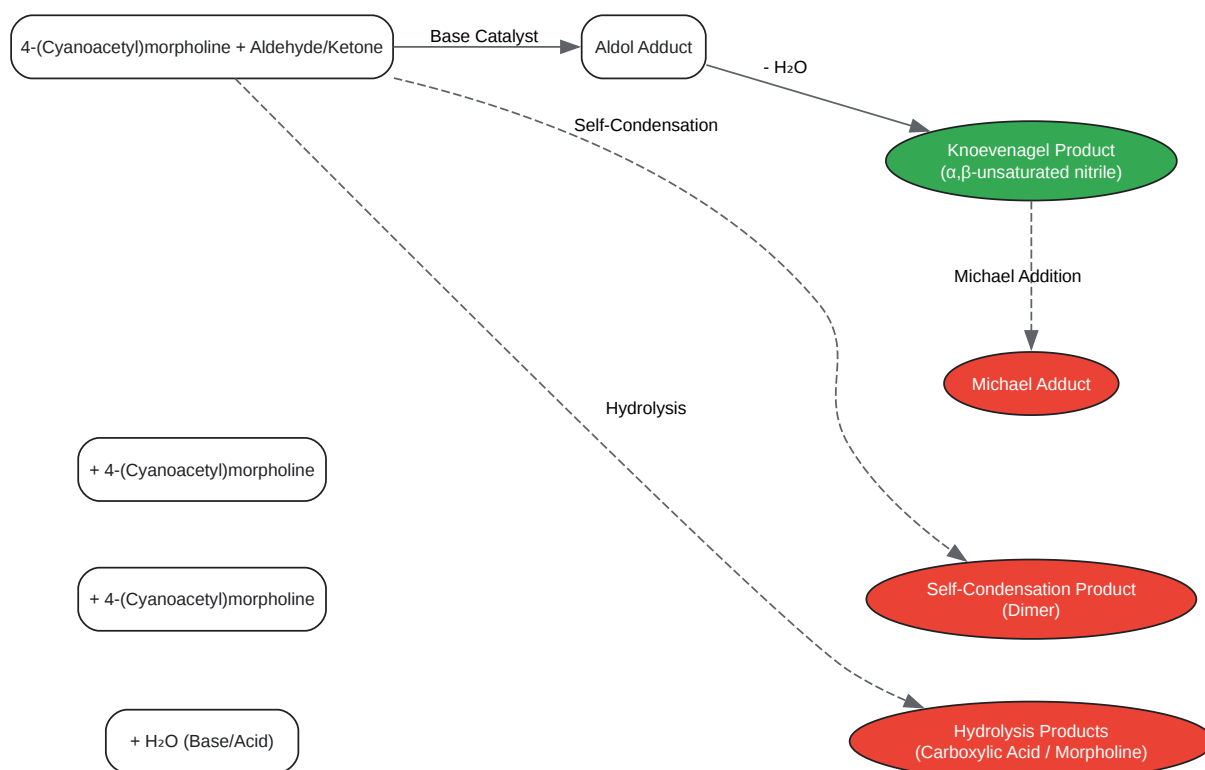 4-(Cyanoacetyl)morpholine + Aldehyde/Ketone
Base Catalyst
Aldol Adduct
- H₂O
Self-Condensation
Knoevenagel Product
(α,β-unsaturated nitrile)
Michael Addition
Michael Adduct
Hydrolysis
+ 4-(Cyanoacetyl)morpholine
+ 4-(Cyanoacetyl)morpholine
Self-Condensation Product
(Dimer)
+ H₂O (Base/Acid)
Hydrolysis Products
(Carboxylic Acid / Morpholine)